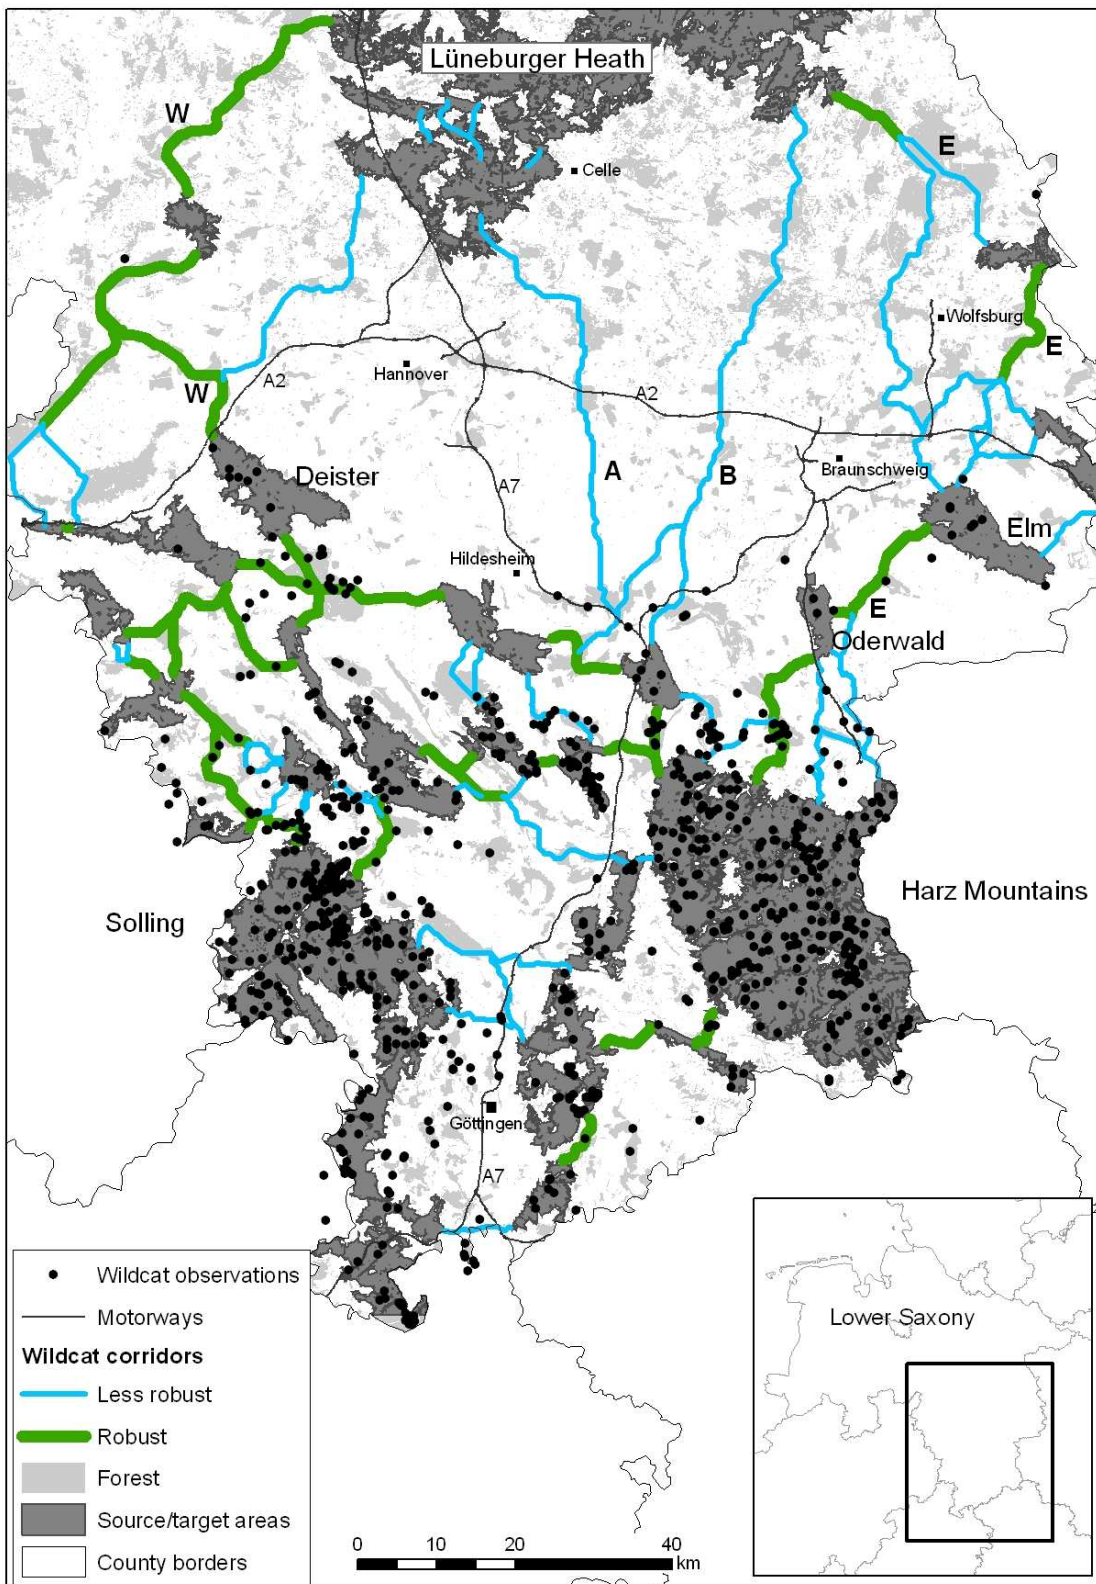 Lüneburger Heath
W
E
Celle
Wolfsburg
E
Hannover
W
A2
A2
Braunschweig
A
B
Deister
A7
Elm
Hildesheim
E
Oderwald
Harz Mountains
Solling
Göttingen
A7
Wildcat observations
Motorways
Wildcat corridors
Less robust
Robust
Forest
Source/target areas
County borders
0 10 20 40
km
Lower Saxony